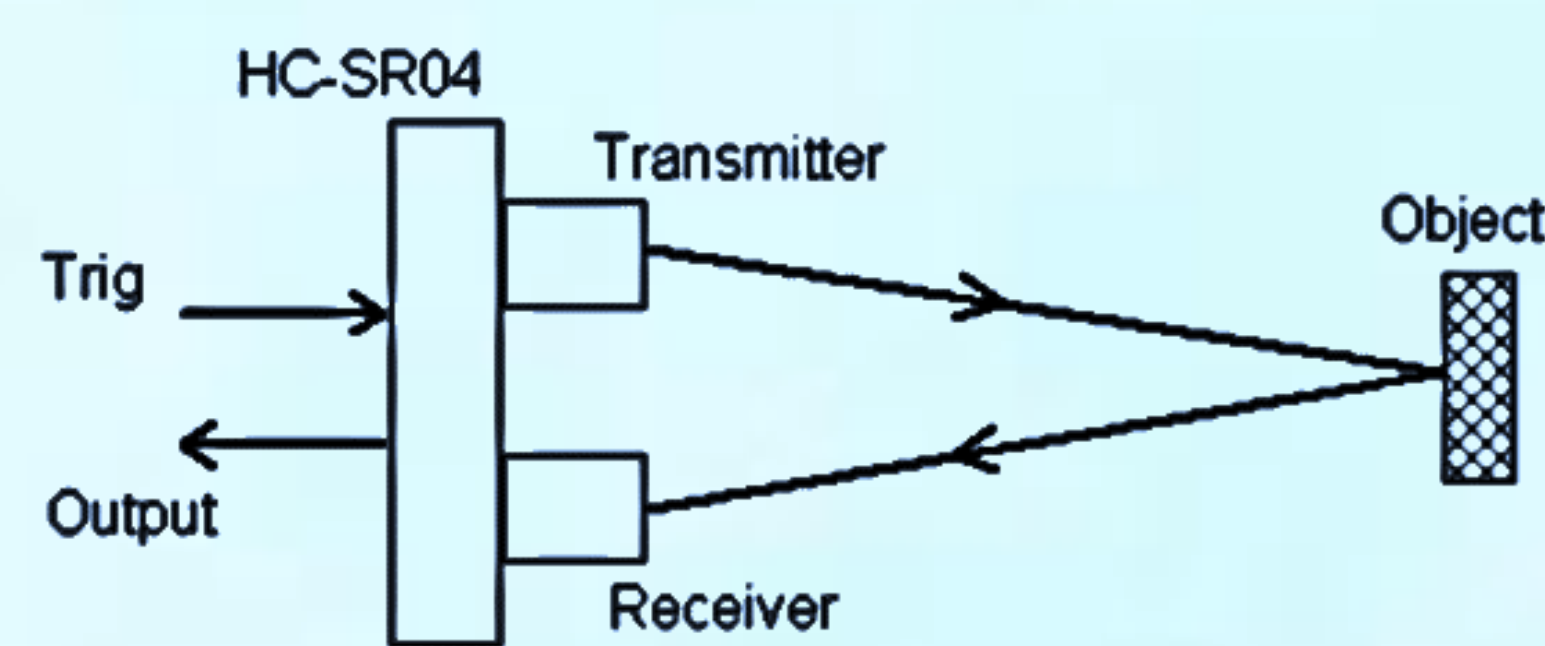 HC-SR04
Transmitter
Object
Trig
Output
Receiver